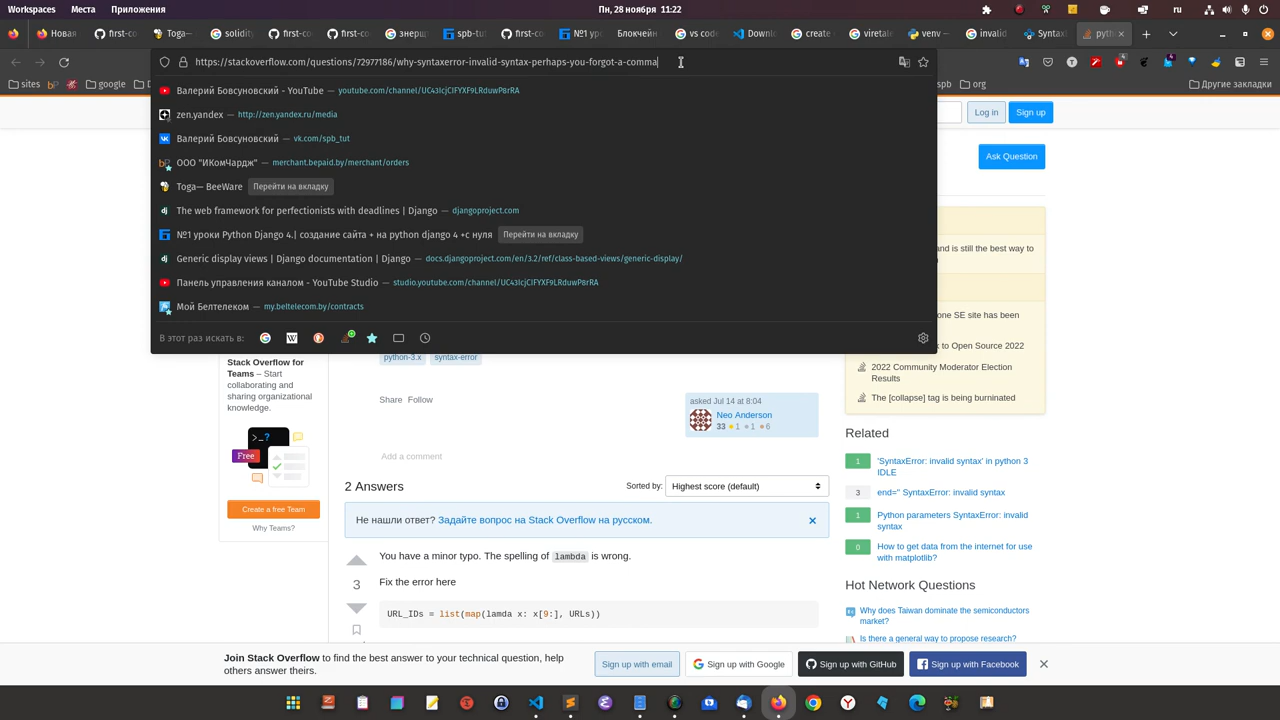 Workspaces Места Приложения Пн, 28 ноября 11:22 ru
Новая first-co Toga— solidity first-co first-co first-co энерщ spb-tut first-co №1 ур Блокчейн vs code Downlo create r venv — invalid Syntax pyth
https://stackoverflow.com/questions/72977186/why-syntaxerror-invalid-syntax-perhaps-you-forgot-a-comma
sites google spb org Другие закладки
Валерий Бовсуновский - YouTube — youtube.com/channel/UC43IcjCIFYXF9LRduwP8rRA
zen.yandex — http://zen.yandex.ru/media
Валерий Бовсуновский — vk.com/spb_tut
ООО "ИКомЧардж" — merchant.bepaid.by/merchant/orders
Toga— BeeWare Перейти на вкладку
The web framework for perfectionists with deadlines | Django — djangoproject.com
№1 уроки Python Django 4.| создание сайта + на python django 4 +с нуля Перейти на вкладку
Generic display views | Django documentation | Django — docs.djangoproject.com/en/3.2/ref/class-based-views/generic-display/
Панель управления каналом - YouTube Studio — studio.youtube.com/channel/UC43IcjCIFYXF9LRduwP8rRA
Мой Белтелеком — my.beltelecom.by/contracts
В этот раз искать в:
Log in Sign up
Ask Question
and is still the best way to
one SE site has been
k to Open Source 2022
2022 Community Moderator Election
Results
The [collapse] tag is being burninated
Stack Overflow for
Teams – Start
collaborating and
sharing organizational
knowledge.
>_?
Free
Create a free Team
Why Teams?
python-3.x syntax-error
Share Follow
asked Jul 14 at 8:04
Neo Anderson
33 1 1 6
Add a comment
2 Answers Sorted by: Highest score (default)
Не нашли ответ? Задайте вопрос на Stack Overflow на русском.
You have a minor typo. The spelling of lambda is wrong.
3
Fix the error here
URL_IDs = list(map(lamda x: x[9:], URLs))
Related
1 'SyntaxError: invalid syntax' in python 3
IDLE
3 end='' SyntaxError: invalid syntax
1 Python parameters SyntaxError: invalid
syntax
0 How to get data from the internet for use
with matplotlib?
Hot Network Questions
Why does Taiwan dominate the semiconductors
market?
Is there a general way to propose research?
Join Stack Overflow to find the best answer to your technical question, help
others answer theirs.
Sign up with email Sign up with Google Sign up with GitHub Sign up with Facebook